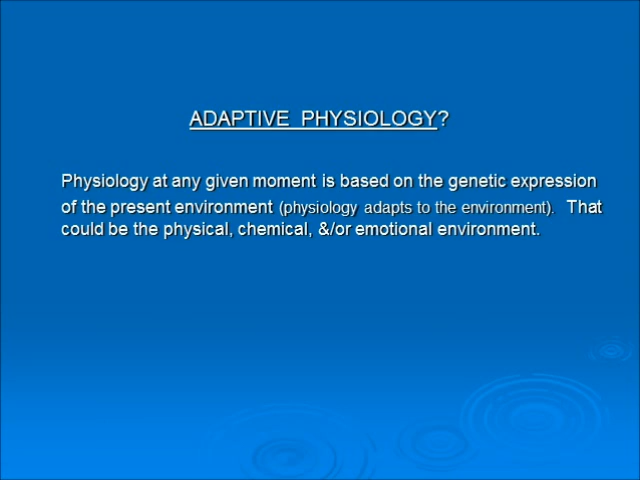 ADAPTIVE PHYSIOLOGY?
Physiology at any given moment is based on the genetic expression
of the present environment (physiology adapts to the environment). That
could be the physical, chemical, &/or emotional environment.